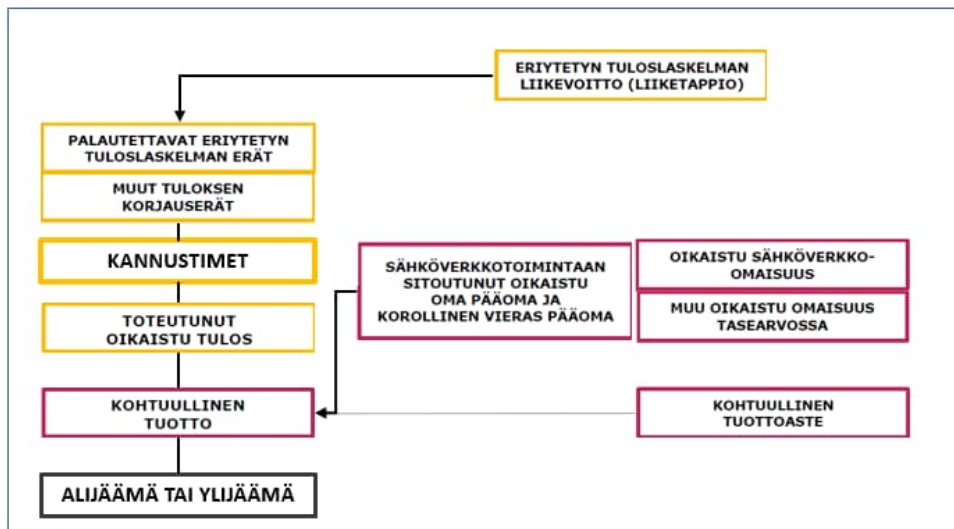 ERIYTETYN TULOSLASKELMAN
LIIKEVOITTO (LIIKETAPPIO)
PALAUTETTAVAT ERIYTETYN
TULOSLASKELMAN ERÄT
MUUT TULOKSEN
KORJAUSERÄT
KANNUSTIMET
SÄHKÖVERKKOTOIMINTAAN
SITOUTUNUT OIKAISTU
OMA PÄÄOMA JA
KOROLLINEN VIERAS PÄÄOMA
OIKAISTU SÄHKÖVERKKO-
OMAISUUS
MUU OIKAISTU OMAISUUS
TASEARVOSSA
TOTEUTUNUT
OIKAISTU TULOS
KOHTUULLINEN
TUOTTO
KOHTUULLINEN
TUOTTOASTE
ALIJÄÄMÄ TAI YLIJÄÄMÄ